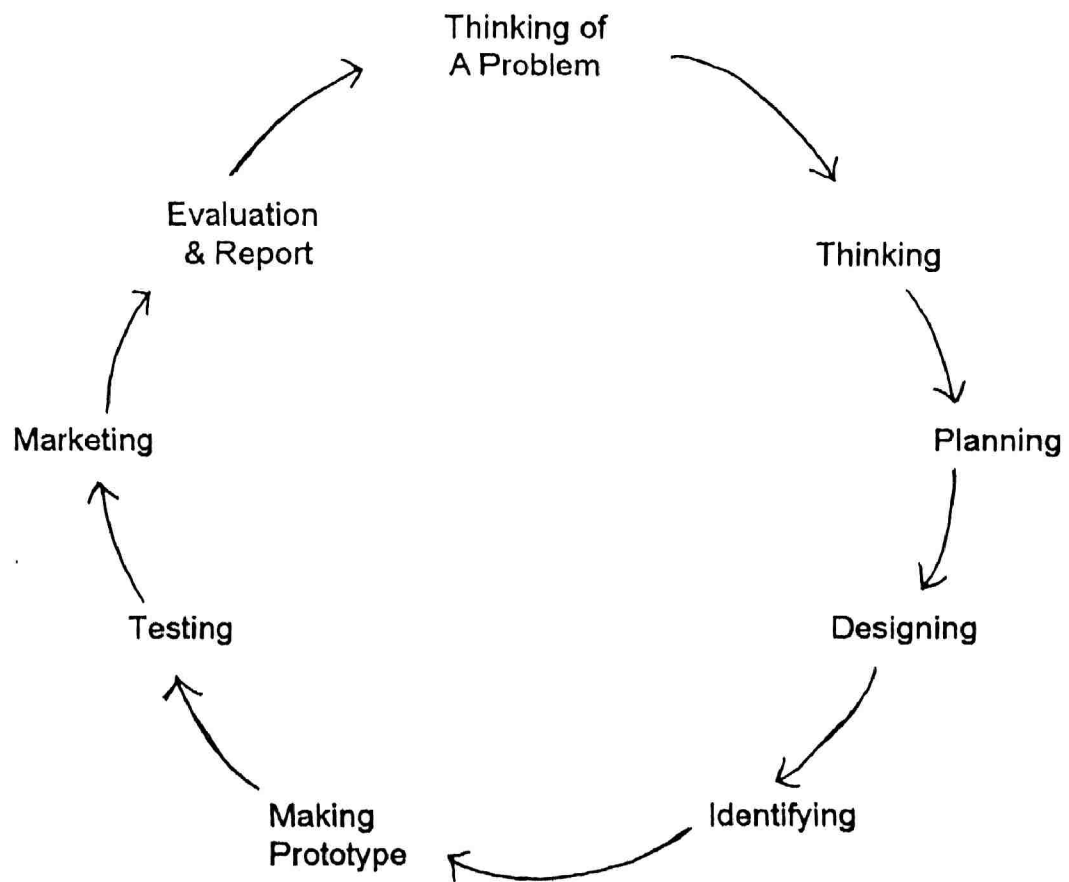 Thinking of
A Problem
Thinking
Planning
Designing
Identifying
Making
Prototype
Testing
Marketing
Evaluation
& Report